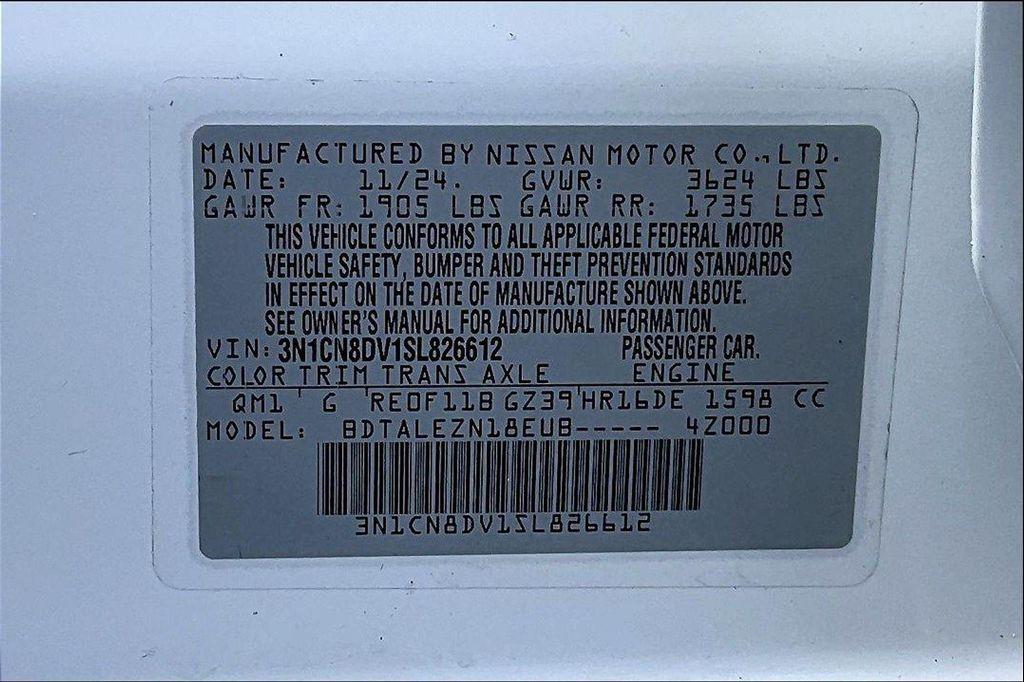 MANUFACTURED BY NISSAN MOTOR CO., LTD.
DATE: 11/24. GVWR: 3624 LBS
GAWR FR: 1905 LBS GAWR RR: 1735 LBS
THIS VEHICLE CONFORMS TO ALL APPLICABLE FEDERAL MOTOR
VEHICLE SAFETY, BUMPER AND THEFT PREVENTION STANDARDS
IN EFFECT ON THE DATE OF MANUFACTURE SHOWN ABOVE.
SEE OWNER'S MANUAL FOR ADDITIONAL INFORMATION.
VIN: 3N1CN8DV1SL826612 PASSENGER CAR.
COLOR TRIM TRANS AXLE ENGINE
QM1 G RE0F11B GZ39 HR16DE 1598 CC
MODEL: BDTALEZN18EUB----- 4Z000
3N1CN8DV1SL826612